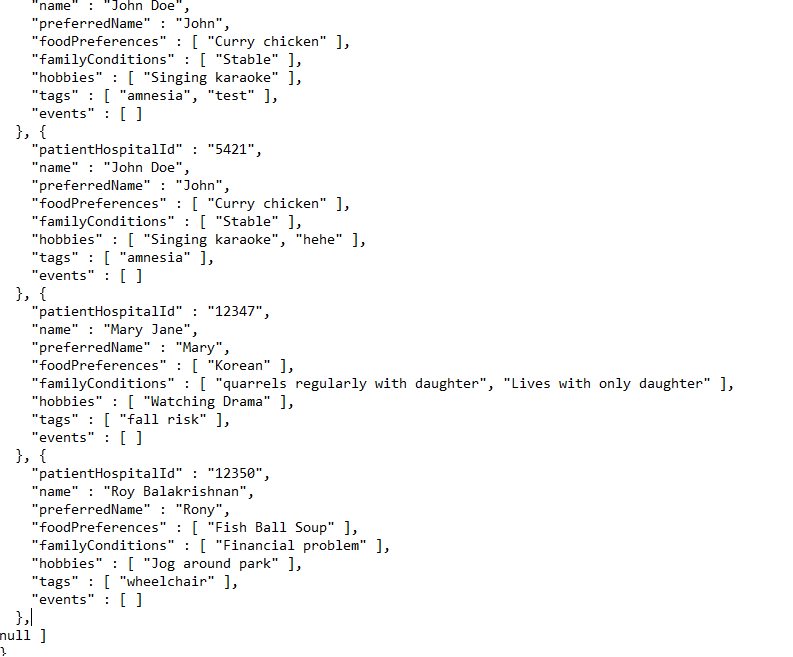 "name" : "John Doe",
"preferredName" : "John",
"foodPreferences" : [ "Curry chicken" ],
"familyConditions" : [ "Stable" ],
"hobbies" : [ "Singing karaoke" ],
"tags" : [ "amnesia", "test" ],
"events" : [ ]
}, {
"patientHospitalId" : "5421",
"name" : "John Doe",
"preferredName" : "John",
"foodPreferences" : [ "Curry chicken" ],
"familyConditions" : [ "Stable" ],
"hobbies" : [ "Singing karaoke", "hehe" ],
"tags" : [ "amnesia" ],
"events" : [ ]
}, {
"patientHospitalId" : "12347",
"name" : "Mary Jane",
"preferredName" : "Mary",
"foodPreferences" : [ "Korean" ],
"familyConditions" : [ "quarrels regularly with daughter", "Lives with only daughter" ],
"hobbies" : [ "Watching Drama" ],
"tags" : [ "fall risk" ],
"events" : [ ]
}, {
"patientHospitalId" : "12350",
"name" : "Roy Balakrishnan",
"preferredName" : "Rony",
"foodPreferences" : [ "Fish Ball Soup" ],
"familyConditions" : [ "Financial problem" ],
"hobbies" : [ "Jog around park" ],
"tags" : [ "wheelchair" ],
"events" : [ ]
},
null ]
}